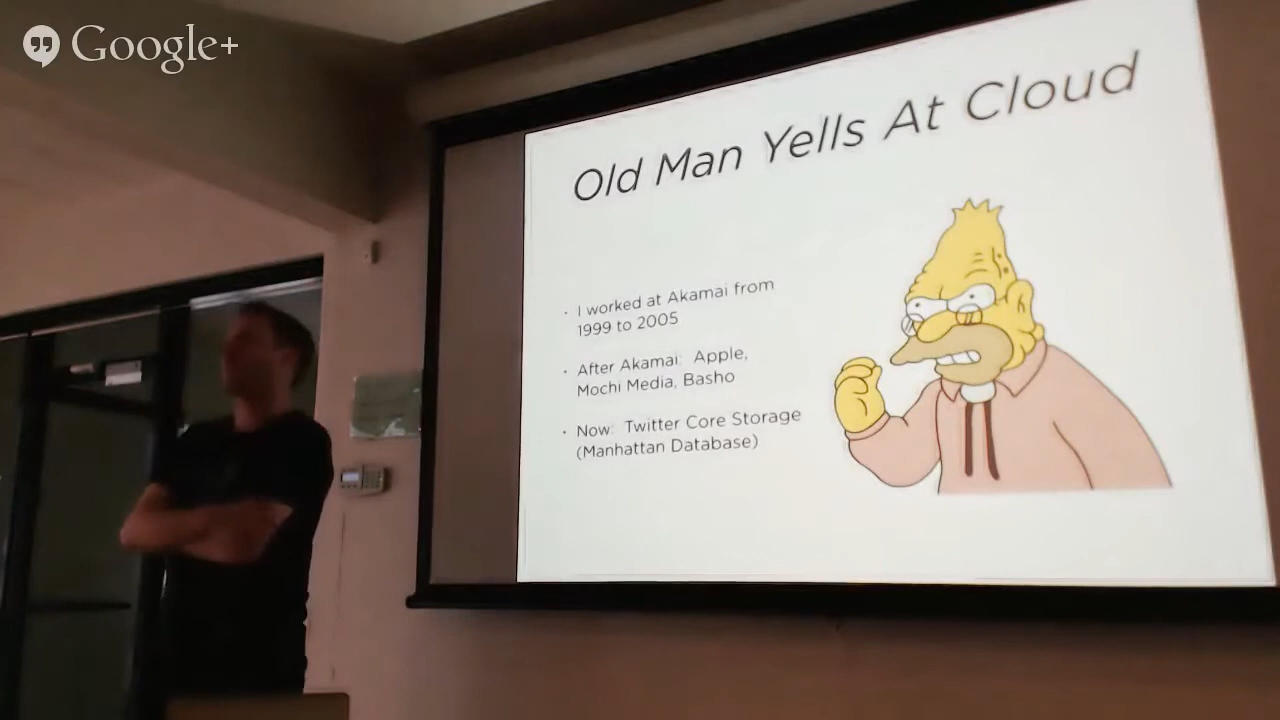 Google+
Old Man Yells At Cloud
· I worked at Akamai from
1999 to 2005
· After Akamai: Apple,
Mochi Media, Basho
· Now: Twitter Core Storage
(Manhattan Database)